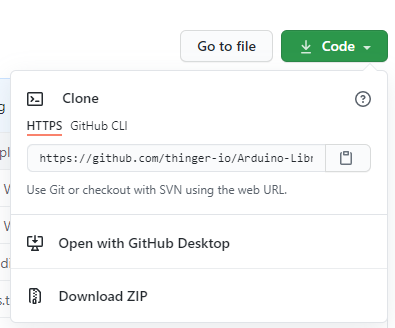 Go to file
Code
Clone
HTTPS GitHub CLI
https://github.com/thinger-io/Arduino-Libr
Use Git or checkout with SVN using the web URL.
Open with GitHub Desktop
Download ZIP